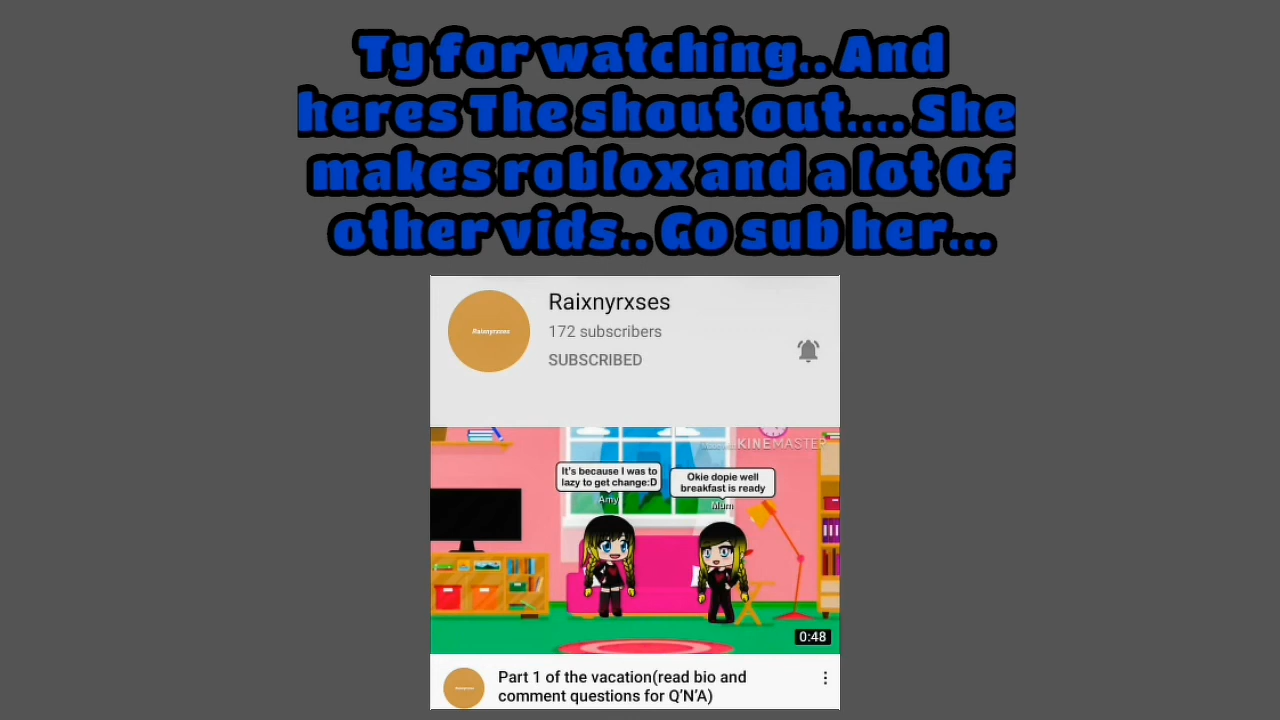 Ty for watching.. And
heres The shout out.... She
makes roblox and a lot Of
other vids.. Go sub her...
Raixnyrxses
172 subscribers
SUBSCRIBED
Raixnyrxses
KINEMASTER
It's because I was to
lazy to get change:D
Okie dopie well
breakfast is ready
Amy
Mum
0:48
Part 1 of the vacation(read bio and
comment questions for Q'N'A)